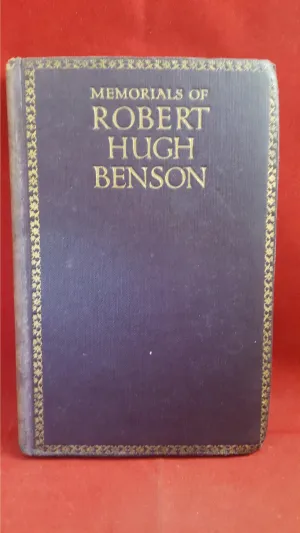 MEMORIALS OF
ROBERT
HUGH
BENSON